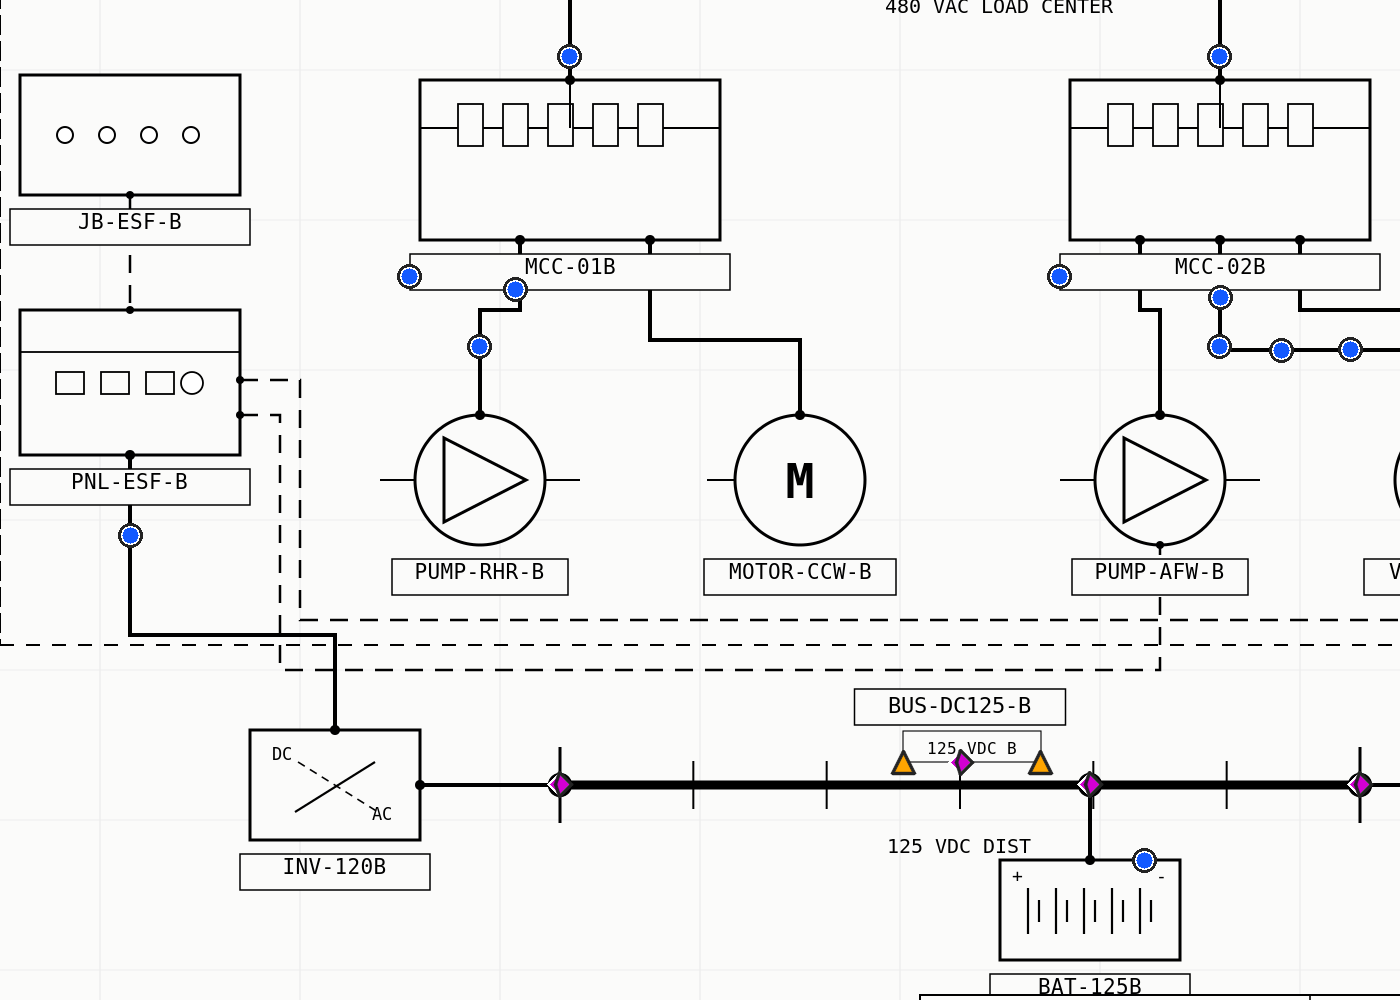 480 VAC LOAD CENTER
JB-ESF-B
MCC-01B
MCC-02B
PNL-ESF-B
M
PUMP-RHR-B
MOTOR-CCW-B
PUMP-AFW-B
V
BUS-DC125-B
125 VDC B
DC
AC
125 VDC DIST
INV-120B
+ -
BAT-125B